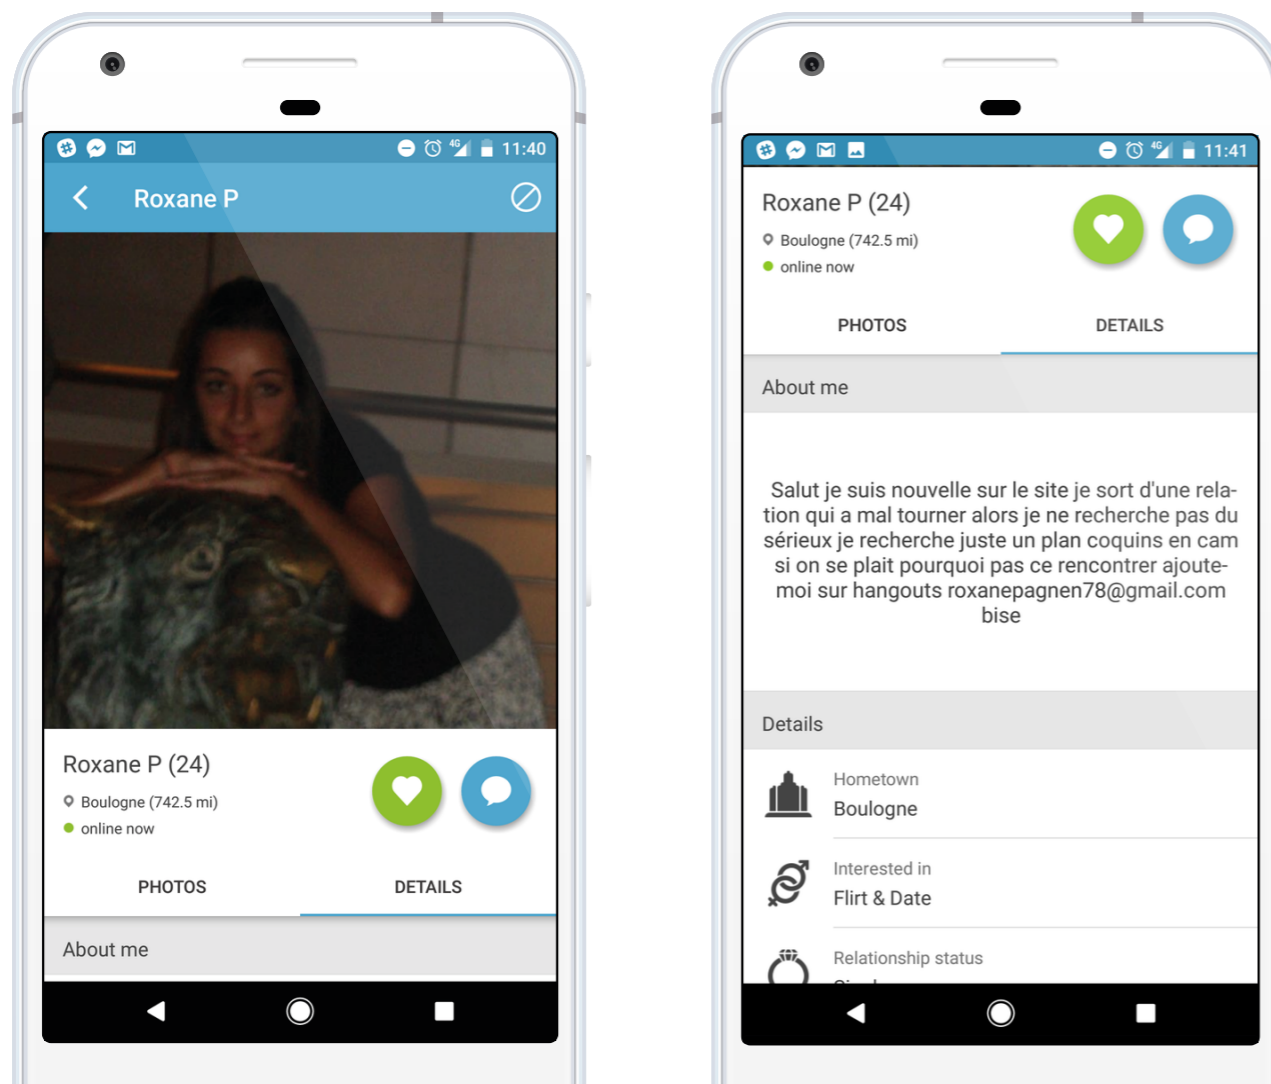 11:40
Roxane P
Roxane P (24)
Boulogne (742.5 mi)
online now
PHOTOS
DETAILS
About me
4G
11:41
Roxane P (24)
Boulogne (742.5 mi)
online now
PHOTOS
DETAILS
About me
Salut je suis nouvelle sur le site je sort d'une rela-
tion qui a mal tourner alors je ne recherche pas du
sérieux je recherche juste un plan coquins en cam
si on se plait pourquoi pas ce rencontrer ajoute-
moi sur hangouts roxanepagnen78@gmail.com
bise
Details
Hometown
Boulogne
Interested in
Flirt & Date
Relationship status